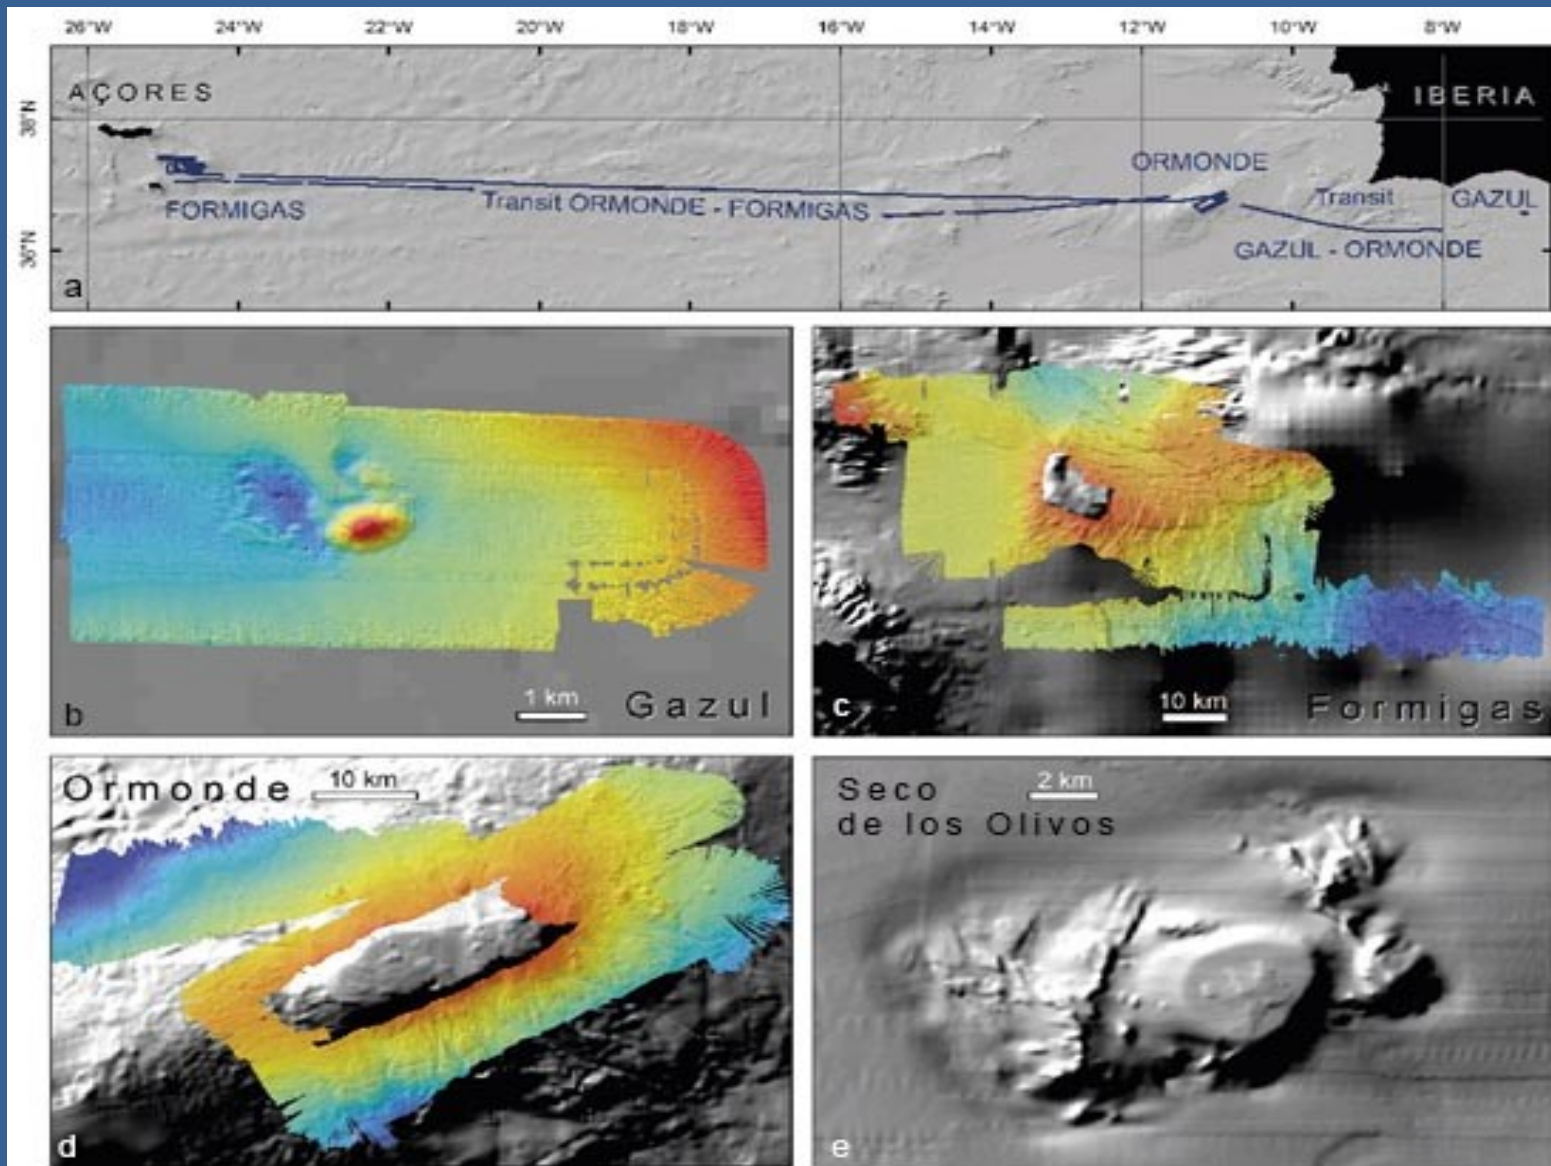 26°W 24°W 22°W 20°W 18°W 16°W 14°W 12°W 10°W 8°W
AÇORES
IBERIA
38°N
ORMONDE
FORMIGAS
Transit ORMONDE - FORMIGAS
Transit
GAZUL
36°N
GAZUL - ORMONDE
a
1 km
Gazul
b
10 km
Formigas
c
Ormonde
10 km
d
Seco
de los Olivos
2 km
e